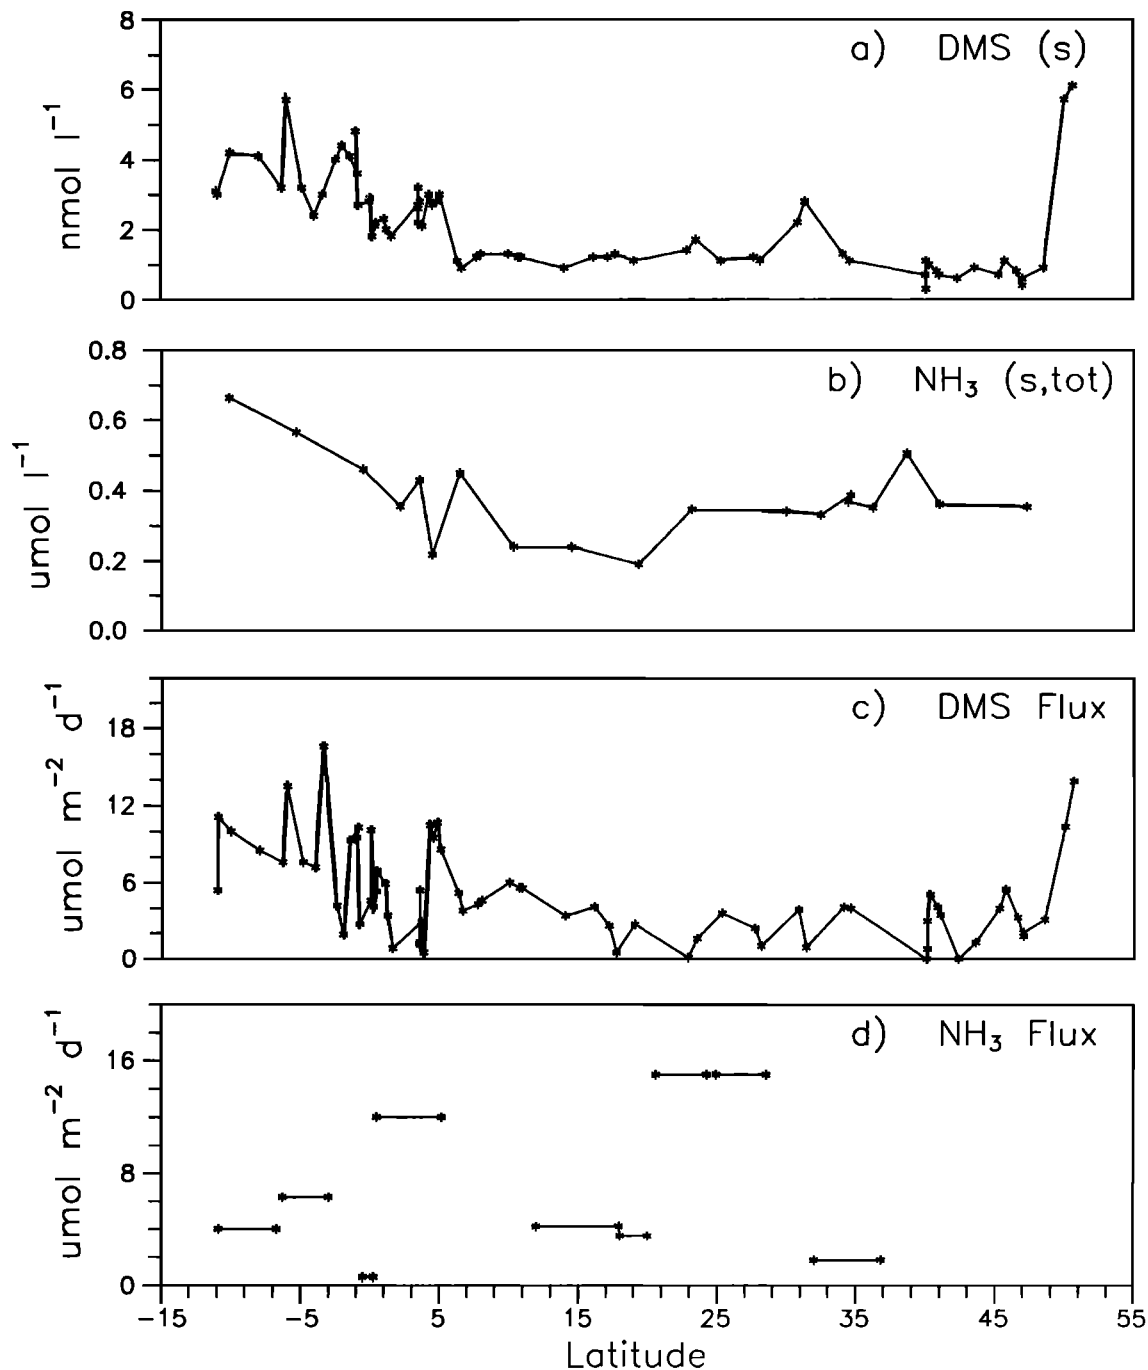 a) DMS (s)
8
6
4
2
0
nmol l⁻¹
b) NH₃ (s,tot)
0.8
0.6
0.4
0.2
0.0
umol l⁻¹
c) DMS Flux
18
12
6
0
umol m⁻² d⁻¹
d) NH₃ Flux
16
8
0
umol m⁻² d⁻¹
-15 -5 5 15 25 35 45 55
Latitude